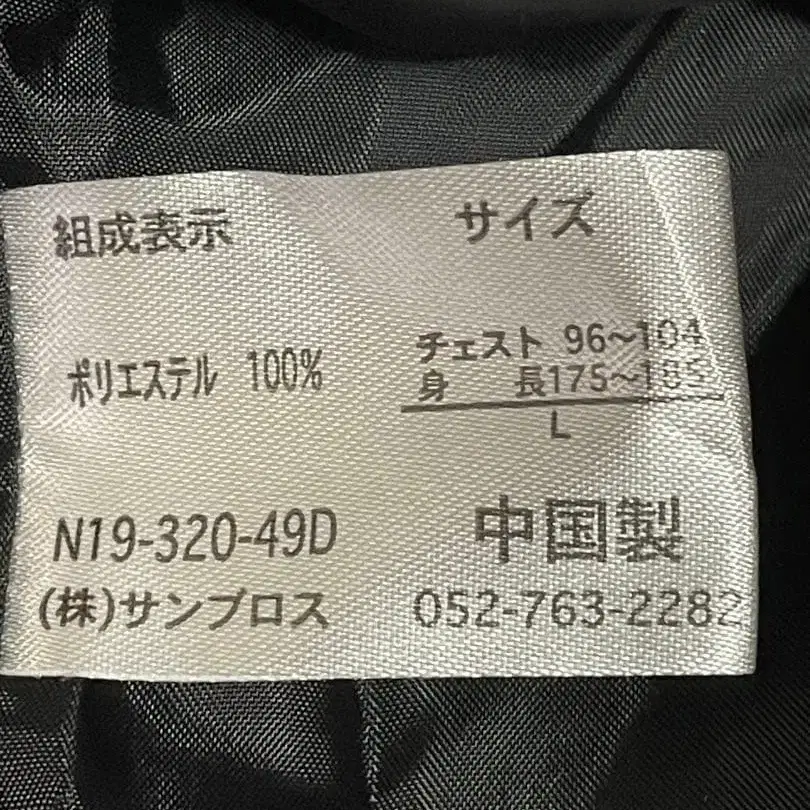 組成表示 サイズ
ポリエステル 100% チェスト 96~104
身 長175~185
L
N19-320-49D 中国製
(株)サンブロス 052-763-2282